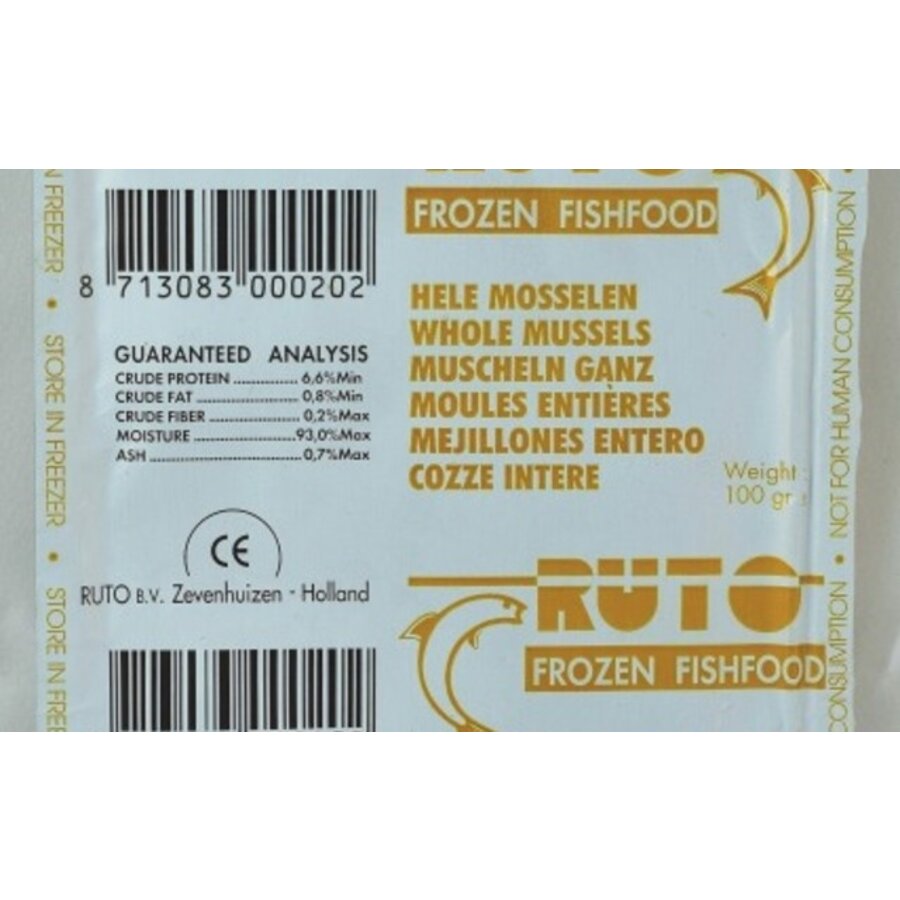 FROZEN FISHFOOD
8 713083 000202
HELE MOSSELEN
WHOLE MUSSELS
MUSCHELN GANZ
MOULES ENTIÈRES
MEJILLONES ENTERO
COZZE INTERE
GUARANTEED ANALYSIS
CRUDE PROTEIN ............... 6,6%Min
CRUDE FAT ............... 0,8%Min
CRUDE FIBER ............... 0,2%Max
MOISTURE ............... 93,0%Max
ASH ............... 0,7%Max
Weight :
100 gr
CE
RUTO B.V. Zevenhuizen - Holland
RUTO
FROZEN FISHFOOD
N FREEZER • STORE IN FREEZER • STORE IN FREE
CONSUMPTION • NOT FOR HUMAN CONSUMPTION